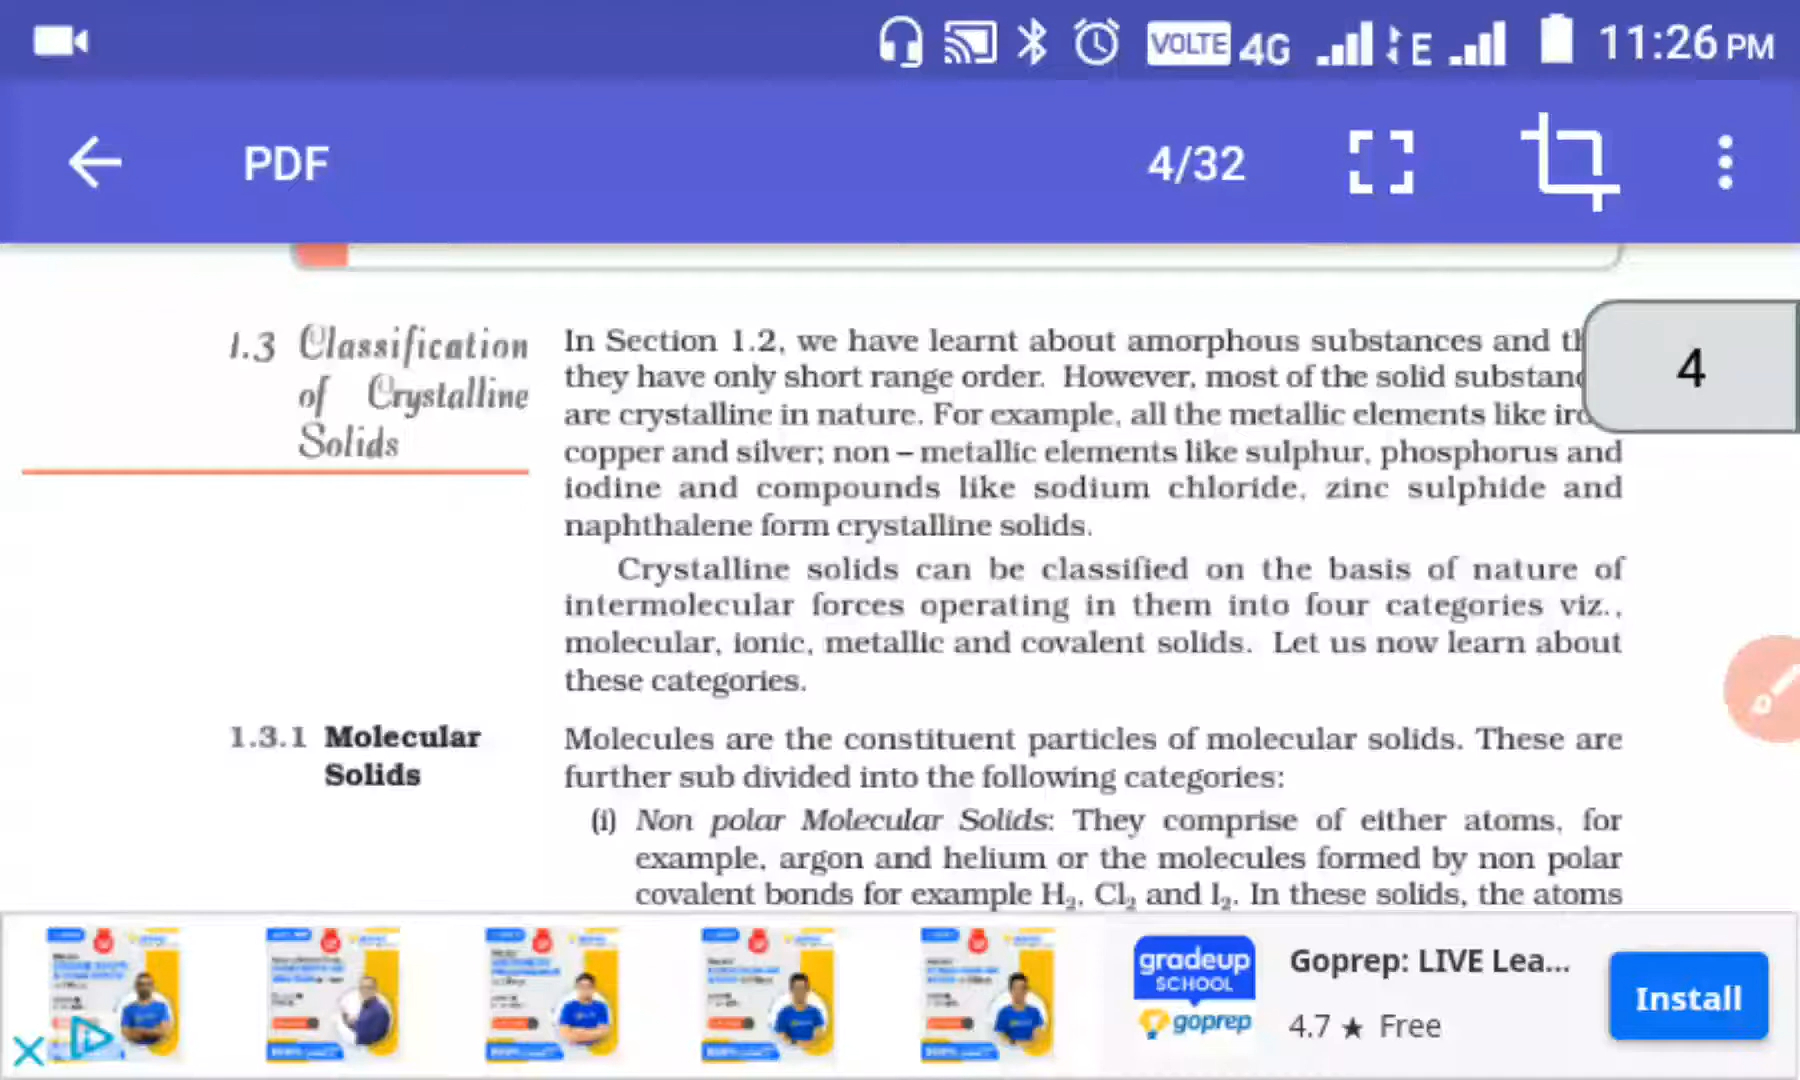 VOLTE 4G E 11:26 PM
PDF 4/32
1.3 Classification of Crystalline Solids
In Section 1.2, we have learnt about amorphous substances and
they have only short range order. However, most of the solid
are crystalline in nature. For example, all the metallic elements like
copper and silver; non – metallic elements like sulphur, phosphorus and
iodine and compounds like sodium chloride, zinc sulphide and
naphthalene form crystalline solids.
4
Crystalline solids can be classified on the basis of nature of
intermolecular forces operating in them into four categories viz.,
molecular, ionic, metallic and covalent solids. Let us now learn about
these categories.
1.3.1 Molecular
Solids
Molecules are the constituent particles of molecular solids. These are
further sub divided into the following categories:
(i) Non polar Molecular Solids: They comprise of either atoms, for
example, argon and helium or the molecules formed by non polar
covalent bonds for example H₂, Cl₂ and I₂. In these solids, the atoms
gradeup
SCHOOL
goprep
Goprep: LIVE Lea...
4.7 ★ Free
Install